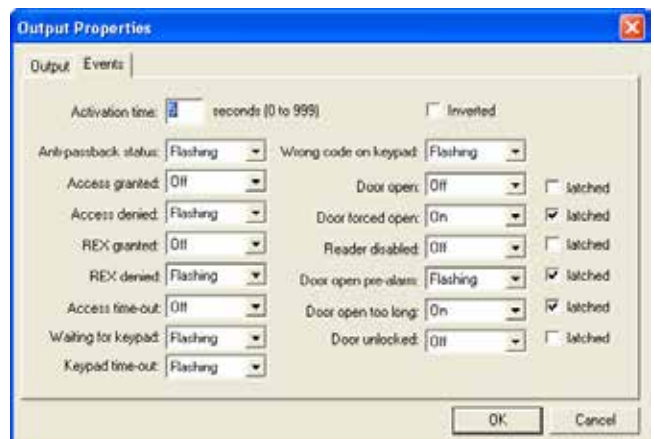 Output Properties
Output Events
Activation time: seconds (0 to 999) Inverted
Anti-passback status: Flashing Wrong code on keypad: Flashing
Access granted: Off Door open: Off latched
Access denied: Flashing Door forced open: On latched
REX granted: Off Reader disabled: Off latched
REX denied: Flashing Door open pre-alarm: Flashing latched
Access time-out: Off Door open too long: On latched
Waiting for keypad: Flashing Door unlocked: Off latched
Keypad time-out: Flashing
OK Cancel